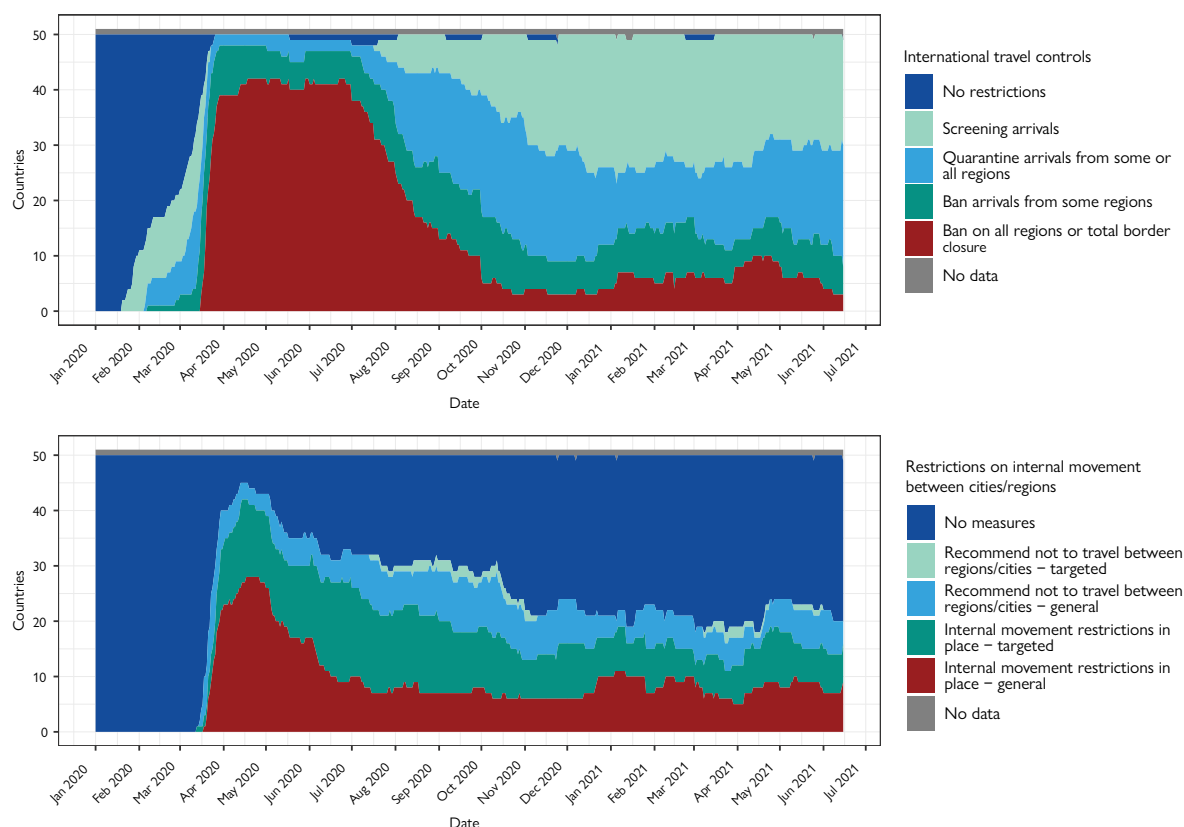 International travel controls
No restrictions
Screening arrivals
Quarantine arrivals from some or
all regions
Ban arrivals from some regions
Ban on all regions or total border
closure
No data
Countries
50
40
30
20
10
0
Jan 2020
Feb 2020
Mar 2020
Apr 2020
May 2020
Jun 2020
Jul 2020
Aug 2020
Sep 2020
Oct 2020
Nov 2020
Dec 2020
Jan 2021
Feb 2021
Mar 2021
Apr 2021
May 2021
Jun 2021
Jul 2021
Date
Restrictions on internal movement
between cities/regions
No measures
Recommend not to travel between
regions/cities – targeted
Recommend not to travel between
regions/cities – general
Internal movement restrictions in
place – targeted
Internal movement restrictions in
place – general
No data
Countries
50
40
30
20
10
0
Jan 2020
Feb 2020
Mar 2020
Apr 2020
May 2020
Jun 2020
Jul 2020
Aug 2020
Sep 2020
Oct 2020
Nov 2020
Dec 2020
Jan 2021
Feb 2021
Mar 2021
Apr 2021
May 2021
Jun 2021
Jul 2021
Date